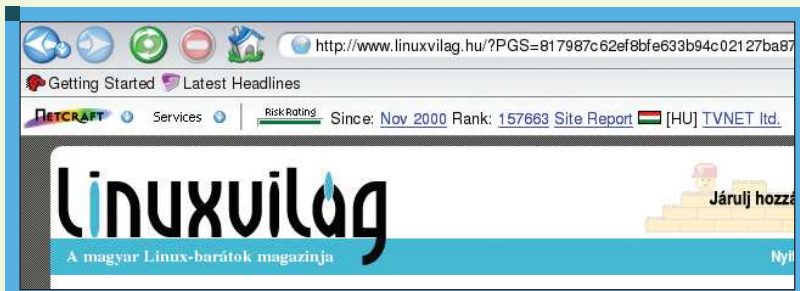 http://www.linuxvilag.hu/?PGS=817987c62ef8bfe633b94c02127ba87
Getting Started Latest Headlines
NETCRAFT Services Risk Rating Since: Nov 2000 Rank: 157663 Site Report [HU] TVNET ltd.
Linuxvilág
Járulj hozzá
A magyar Linux-barátok magazinja